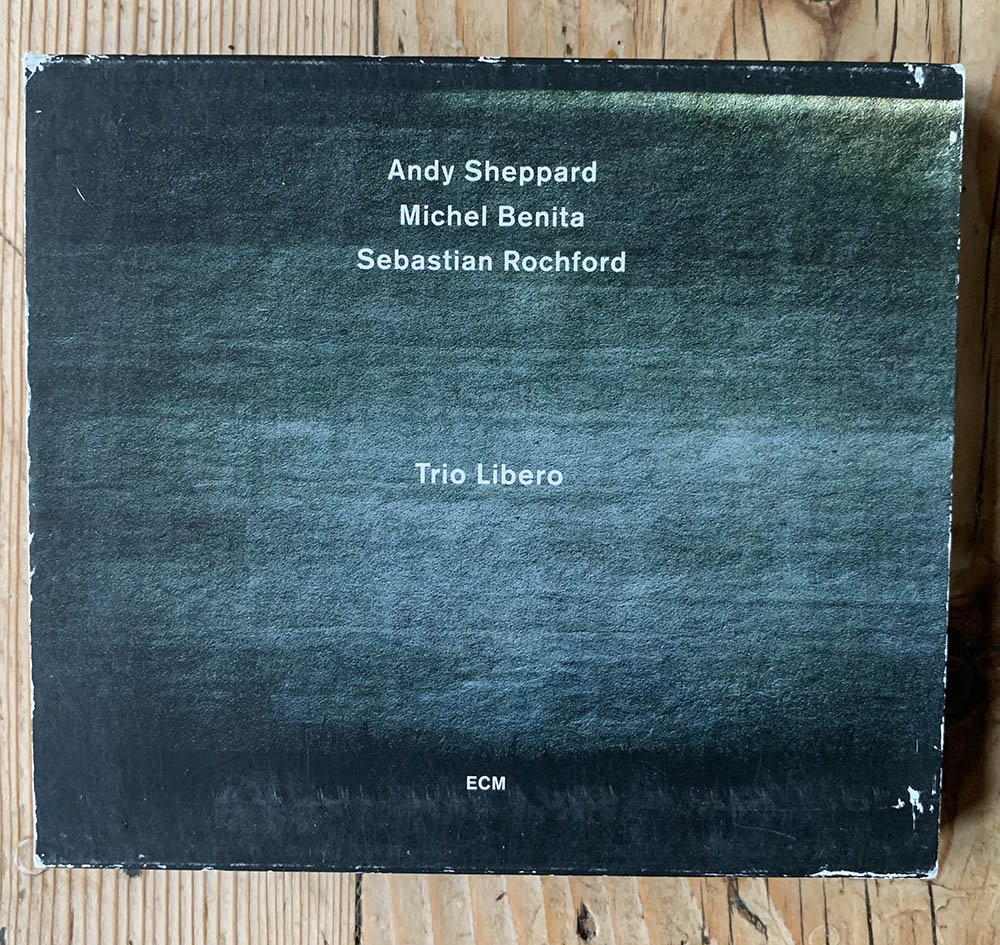 Andy Sheppard
Michel Benita
Sebastian Rochford
Trio Libero
ECM